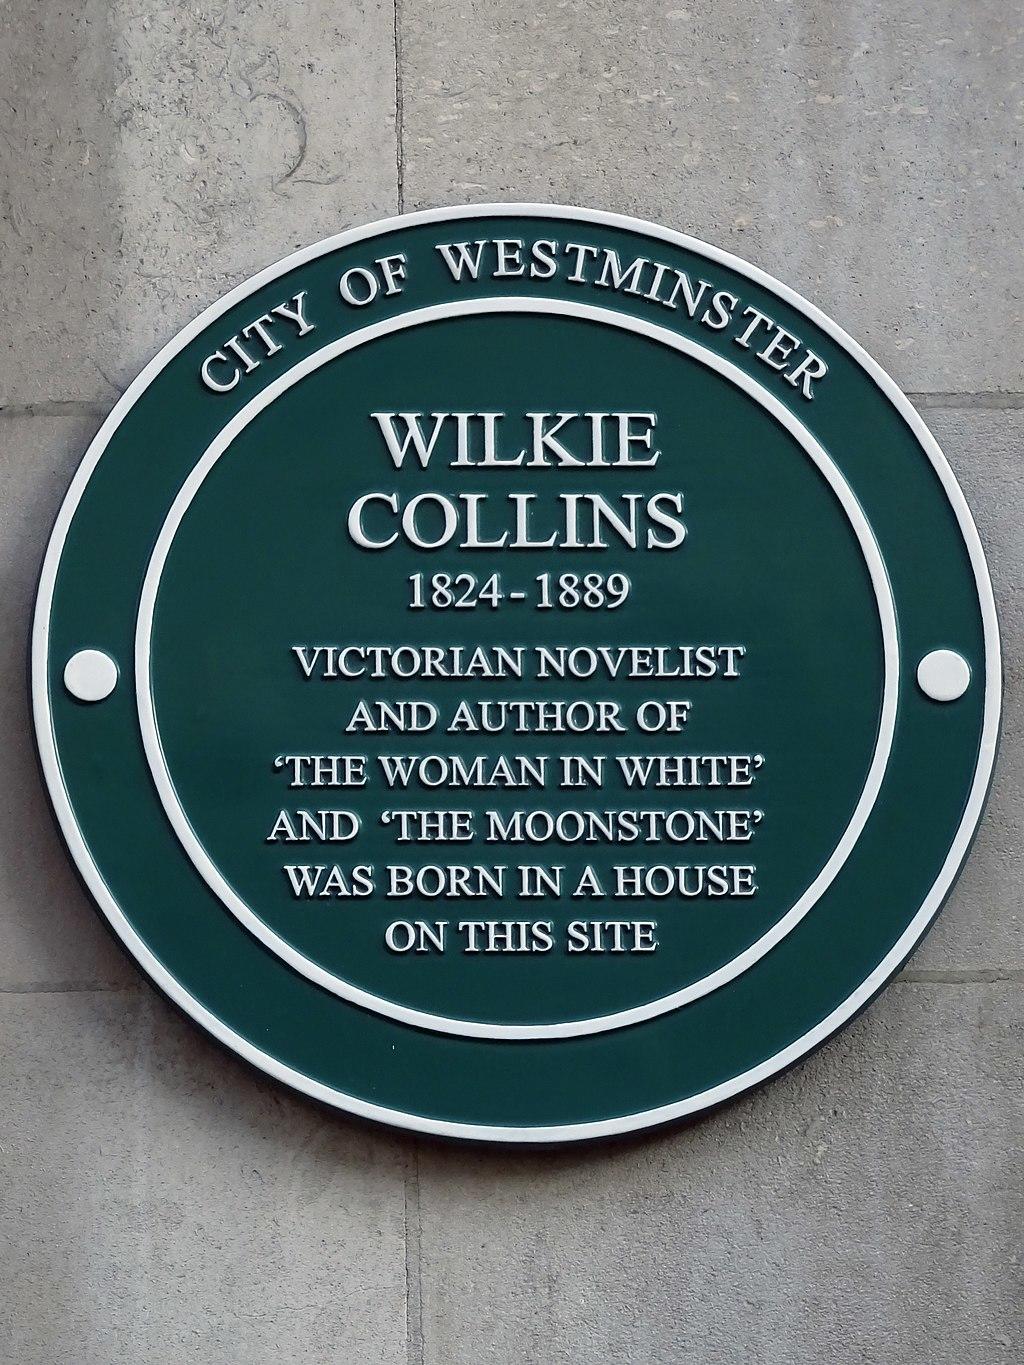 CITY OF WESTMINSTER
WILKIE
COLLINS
1824-1889
VICTORIAN NOVELIST
AND AUTHOR OF
‘THE WOMAN IN WHITE’
AND ‘THE MOONSTONE’
WAS BORN IN A HOUSE
ON THIS SITE